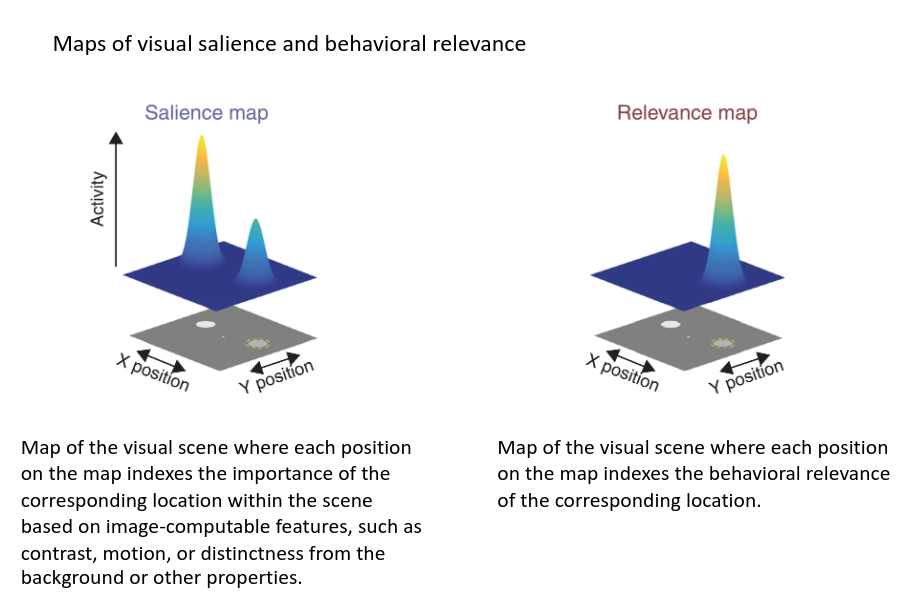 Maps of visual salience and behavioral relevance
Salience map
Activity
X position
Y position
Relevance map
X position
Y position
Map of the visual scene where each position
on the map indexes the importance of the
corresponding location within the scene
based on image-computable features, such as
contrast, motion, or distinctness from the
background or other properties.
Map of the visual scene where each position
on the map indexes the behavioral relevance
of the corresponding location.